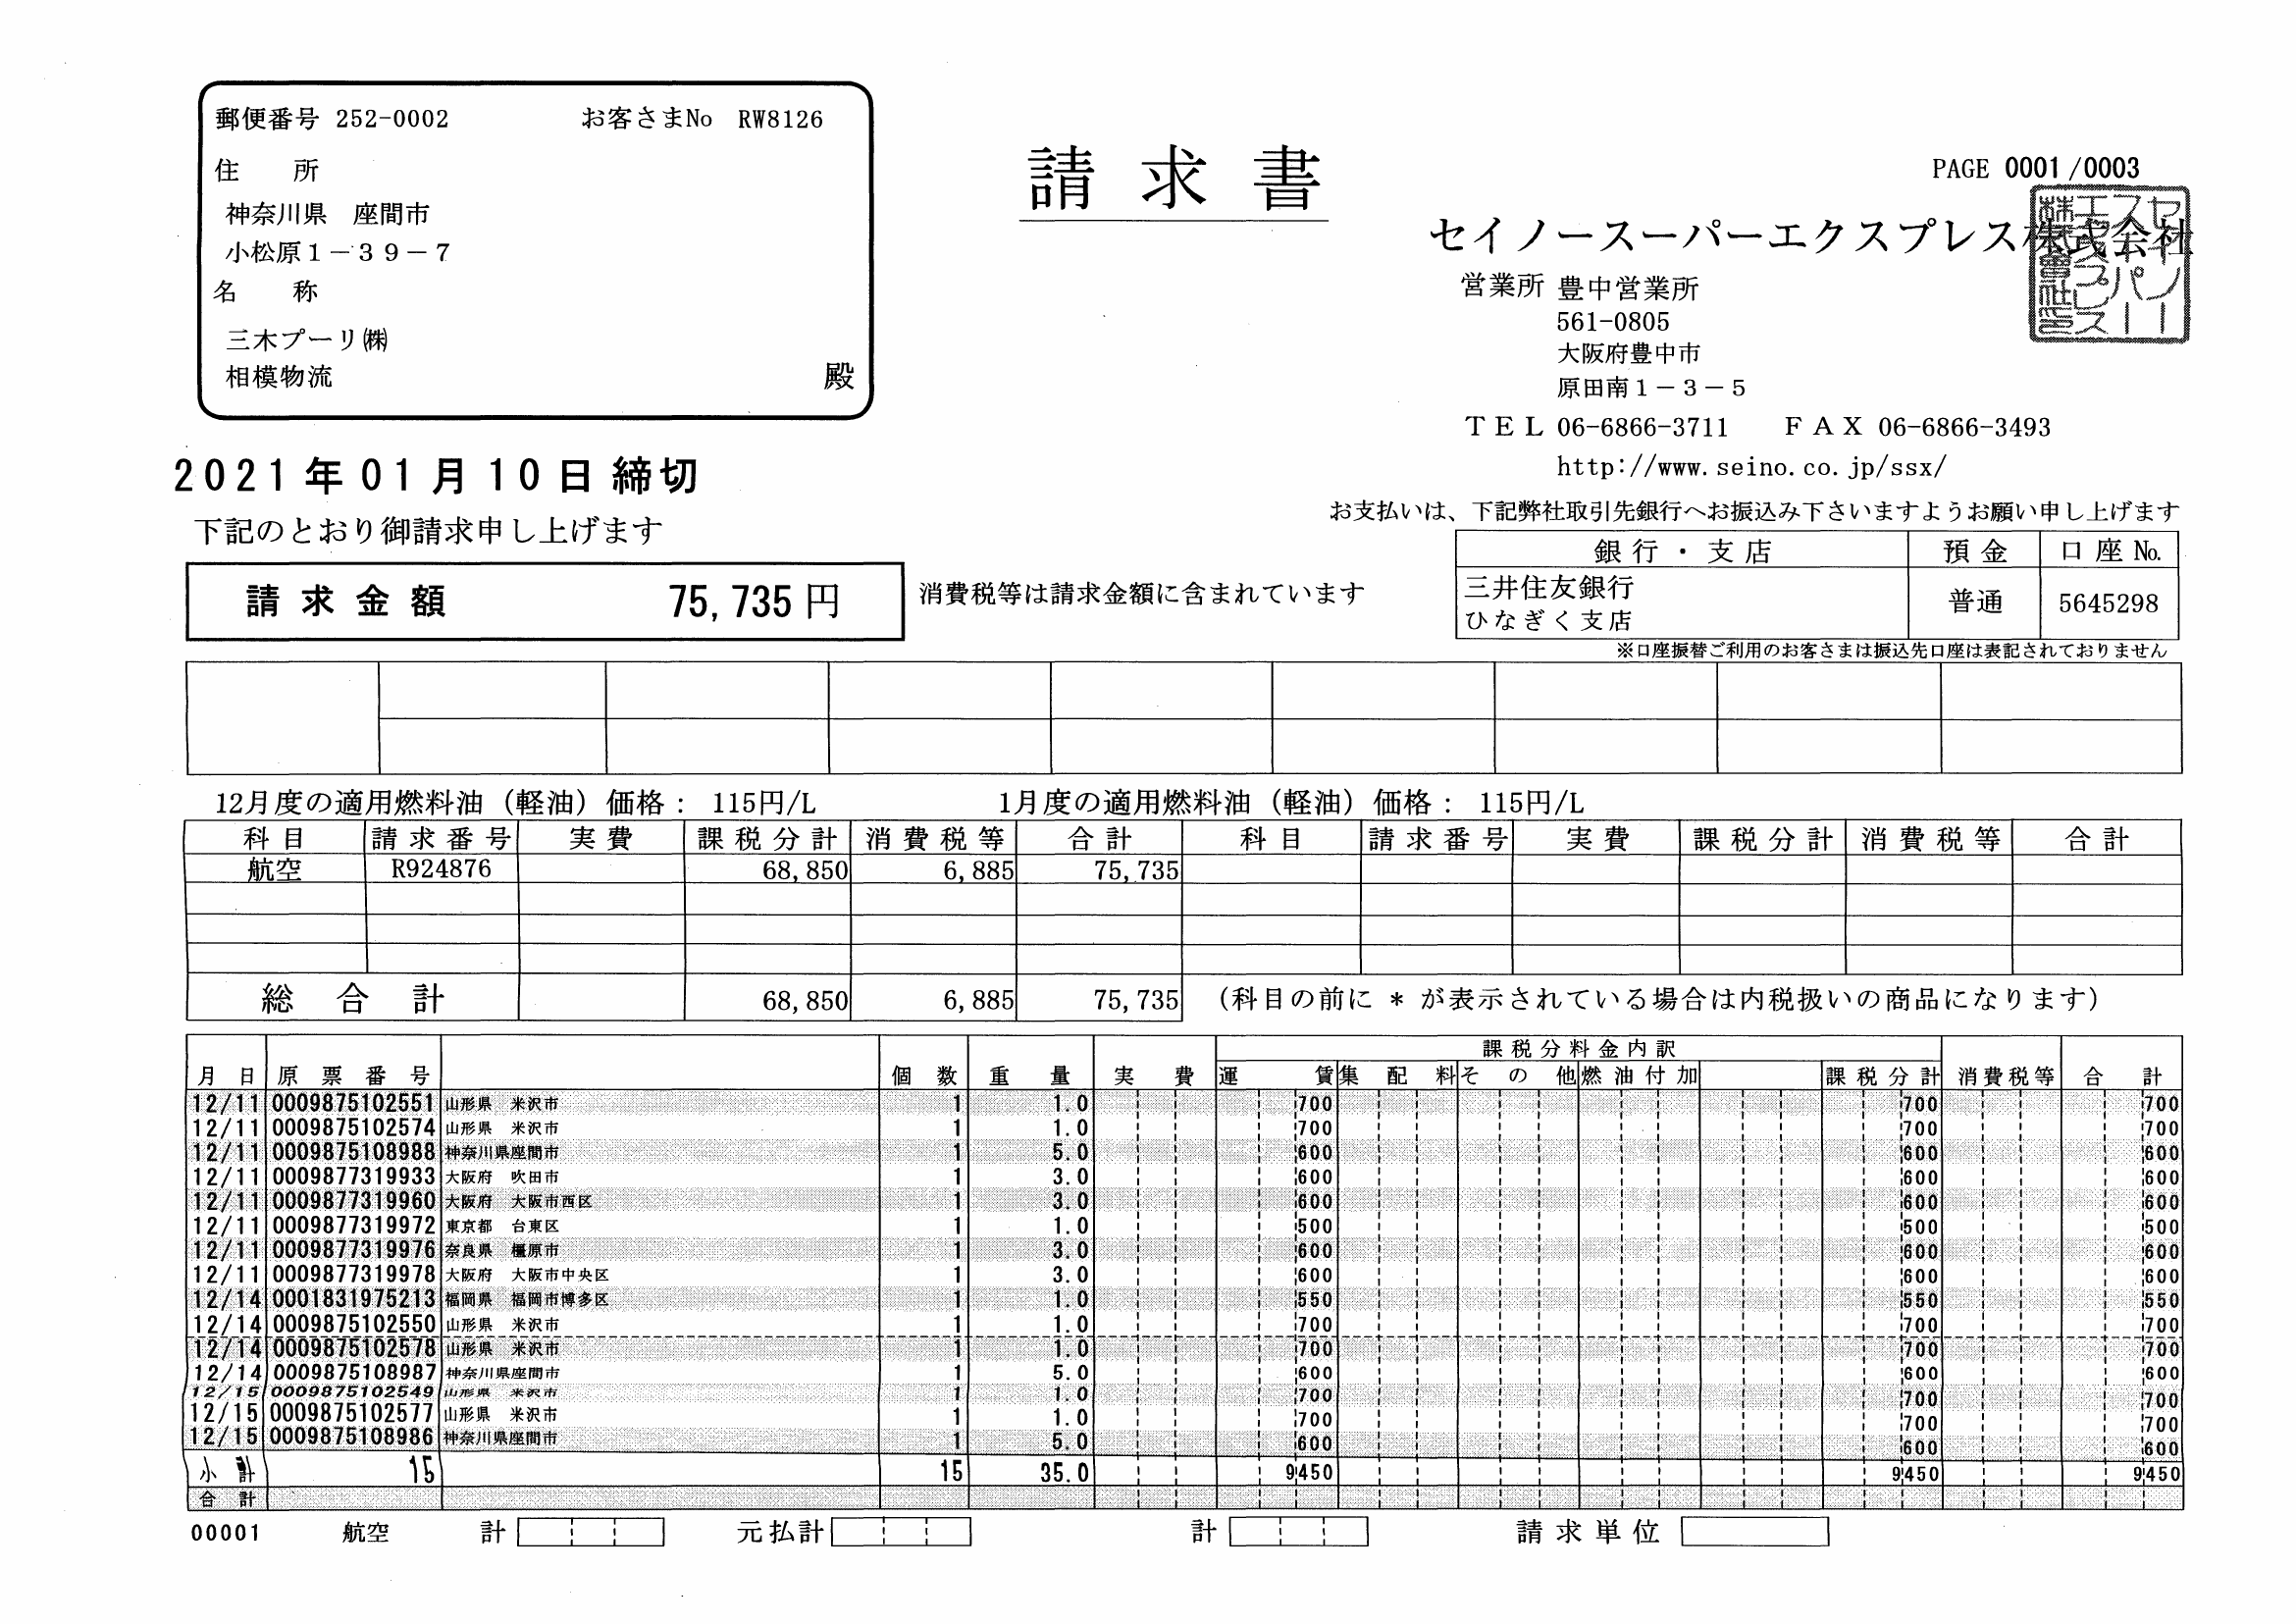 郵便番号 252-0002 お客さまNo RW8126
住 所
神奈川県 座間市
小松原1-39-7
名 称
三木プーリ㈱
相模物流 殿
請求書
PAGE 0001/0003
セイノースーパーエクスプレス株式会社
営業所 豊中営業所
561-0805
大阪府豊中市
原田南1-3-5
TEL 06-6866-3711 FAX 06-6866-3493
http://www.seino.co.jp/ssx/
2021年01月10日締切
下記のとおり御請求申し上げます
お支払いは、下記弊社取引先銀行へお振込み下さいますようお願い申し上げます
請求金額 75,735円
消費税等は請求金額に含まれています
銀行・支店 預金 口座No.
三井住友銀行
ひなぎく支店 普通 5645298
※口座振替ご利用のお客さまは振込先口座は表記されておりません
12月度の適用燃料油（軽油）価格： 115円/L 1月度の適用燃料油（軽油）価格： 115円/L
科目 請求番号 実費 課税分計 消費税等 合計 科目 請求番号 実費 課税分計 消費税等 合計
航空 R924876 68,850 6,885 75,735
総合計 68,850 6,885 75,735 （科目の前に * が表示されている場合は内税扱いの商品になります）
課税分料金内訳
月日 原票番号 個数 重量 実費 運賃 集配料 その他 燃油付加 課税分計 消費税等 合計
12/11 0009875102551 山形県 米沢市 1 1.0 700 700 700
12/11 0009875102574 山形県 米沢市 1 1.0 700 700 700
12/11 0009875108988 神奈川県座間市 1 5.0 600 600 600
12/11 0009877319933 大阪府 吹田市 1 3.0 600 600 600
12/11 0009877319960 大阪府 大阪市西区 1 3.0 600 600 600
12/11 0009877319972 東京都 台東区 1 1.0 500 500 500
12/11 0009877319976 奈良県 橿原市 1 3.0 600 600 600
12/11 0009877319978 大阪府 大阪市中央区 1 3.0 600 600 600
12/14 0001831975213 福岡県 福岡市博多区 1 1.0 550 550 550
12/14 0009875102550 山形県 米沢市 1 1.0 700 700 700
12/14 0009875102578 山形県 米沢市 1 1.0 700 700 700
12/14 0009875108987 神奈川県座間市 1 5.0 600 600 600
12/15 0009875102549 山形県 米沢市 1 1.0 700 700 700
12/15 0009875102577 山形県 米沢市 1 1.0 700 700 700
12/15 0009875108986 神奈川県座間市 1 5.0 600 600 600
小計 15 15 35.0 9450 9450 9450
合計
00001 航空 計 元払計 計 請求単位